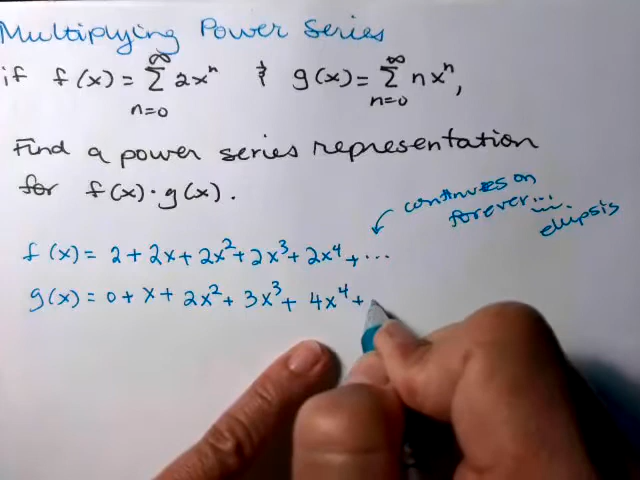 Multiplying Power Series
if f(x) = ∞∑n=0 2xⁿ & g(x) = ∞∑n=0 nxⁿ,
Find a power series representation
for f(x)·g(x).
continues on
forever...
ellipsis
f(x) = 2 + 2x + 2x² + 2x³ + 2x⁴ + ...
g(x) = 0 + x + 2x² + 3x³ + 4x⁴ +